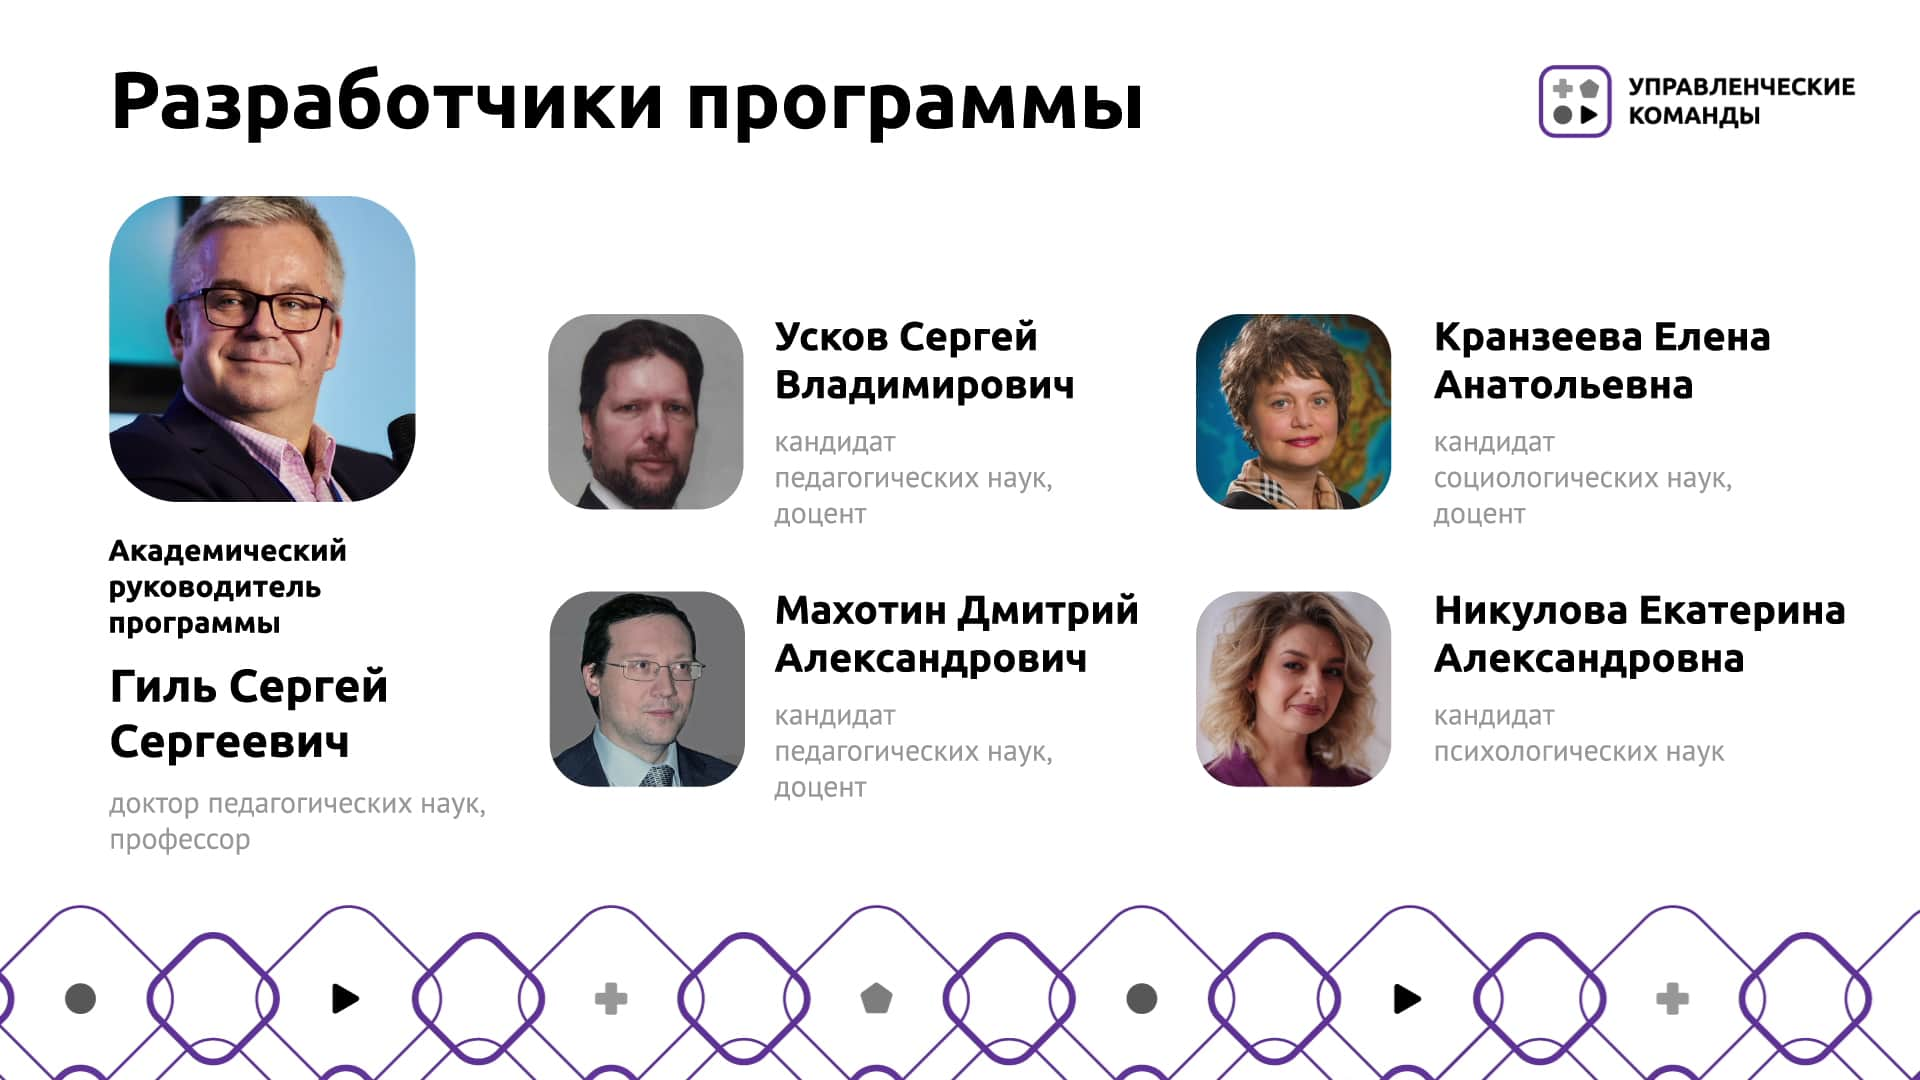 Разработчики программы
УПРАВЛЕНЧЕСКИЕ
КОМАНДЫ
Академический
руководитель
программы
Гиль Сергей
Сергеевич
доктор педагогических наук,
профессор
Усков Сергей
Владимирович
кандидат
педагогических наук,
доцент
Кранзеева Елена
Анатольевна
кандидат
социологических наук,
доцент
Махотин Дмитрий
Александрович
кандидат
педагогических наук,
доцент
Никулова Екатерина
Александровна
кандидат
психологических наук